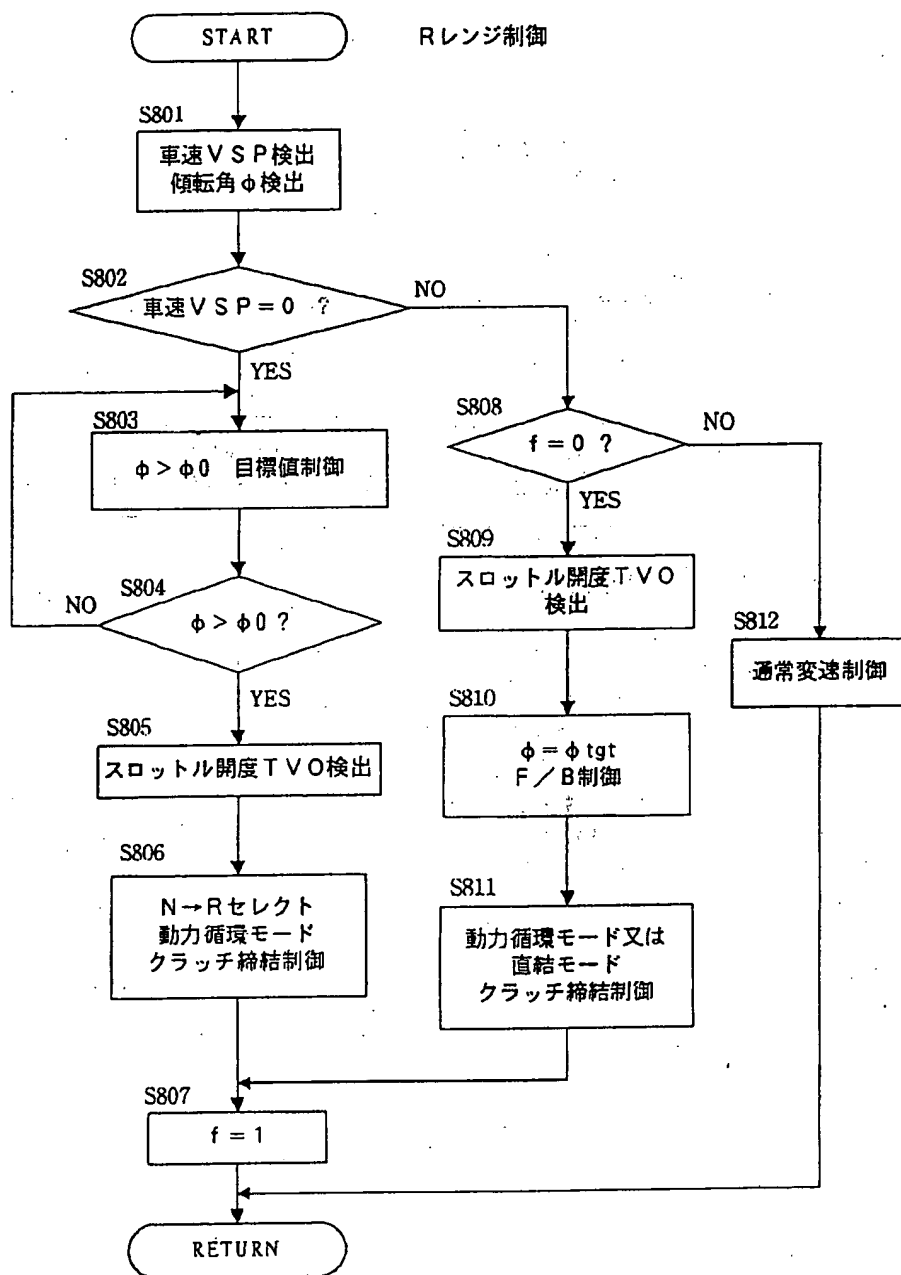 START
Rレンジ制御
S801
車速VSP検出
傾転角φ検出
S802
車速VSP=0 ?
NO
YES
S803
φ>φ0 目標値制御
S804
φ>φ0?
NO
YES
S805
スロットル開度TVO検出
S806
N→Rセレクト
動力循環モード
クラッチ締結制御
S807
f=1
RETURN
S808
f=0 ?
NO
YES
S809
スロットル開度TVO
検出
S810
φ=φtgt
F/B制御
S811
動力循環モード又は
直結モード
クラッチ締結制御
S812
通常変速制御